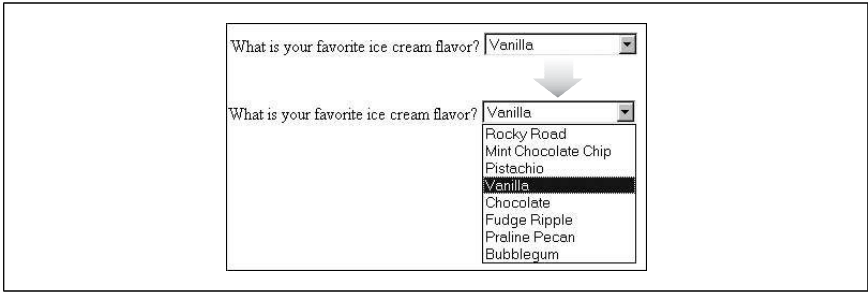 What is your favorite ice cream flavor? Vanilla
What is your favorite ice cream flavor? Vanilla
Rocky Road
Mint Chocolate Chip
Pistachio
Vanilla
Chocolate
Fudge Ripple
Praline Pecan
Bubblegum